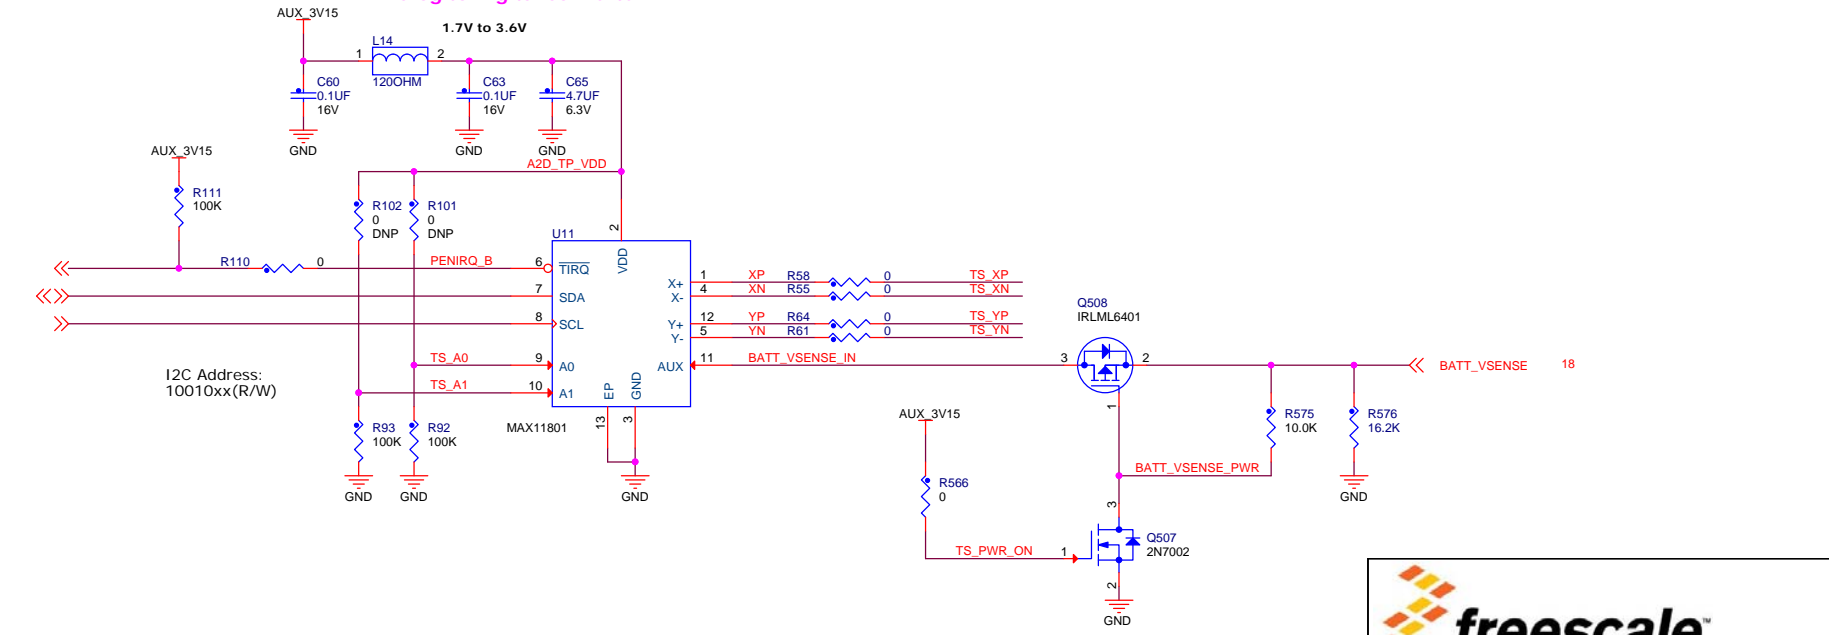 AUX_3V15
1.7V to 3.6V
L14
1
2
120OHM
C60
0.1UF
16V
C63
0.1UF
16V
C65
4.7UF
6.3V
GND
GND
GND
AUX_3V15
A2D_TP_VDD
R111
100K
R102
0
DNP
R101
0
DNP
U11
2
VDD
R110
0
PENIRQ_B
6
TIRQ
7
SDA
8
SCL
TS_A0
9
A0
TS_A1
10
A1
X+
1
XP
R58
0
TS_XP
X-
4
XN
R55
0
TS_XN
Y+
12
YP
R64
0
TS_YP
Y-
5
YN
R61
0
TS_YN
AUX
11
BATT_VSENSE_IN
EP
GND
13
3
MAX11801
GND
I2C Address:
10010xx(R/W)
R93
100K
R92
100K
GND
GND
Q508
IRLML6401
3
2
1
BATT_VSENSE
18
AUX_3V15
R575
10.0K
R576
16.2K
BATT_VSENSE_PWR
GND
R566
0
TS_PWR_ON
1
3
Q507
2N7002
2
GND
freescale™